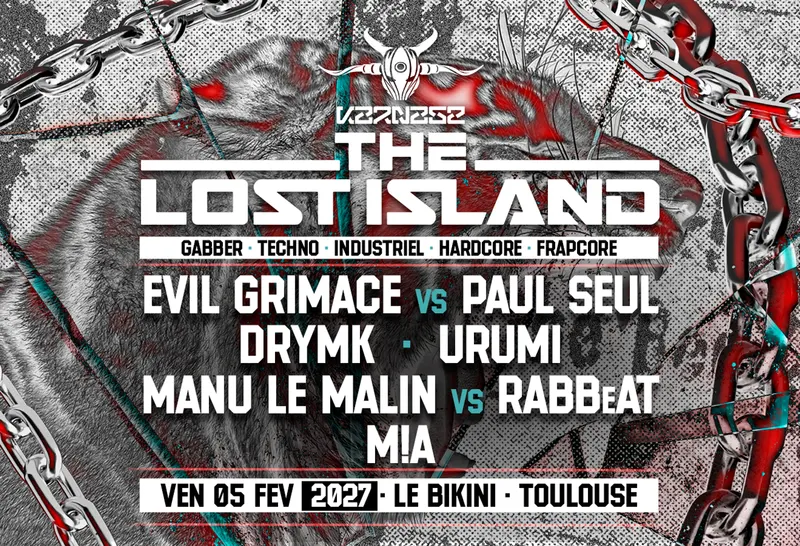 KARNAGE
THE
LOST ISLAND
GABBER · TECHNO · INDUSTRIEL · HARDCORE · FRAPCORE
EVIL GRIMACE VS PAUL SEUL
DRYMK · URUMI
MANU LE MALIN VS RABBEAT
M!A
VEN 05 FEV 2027 · LE BIKINI · TOULOUSE